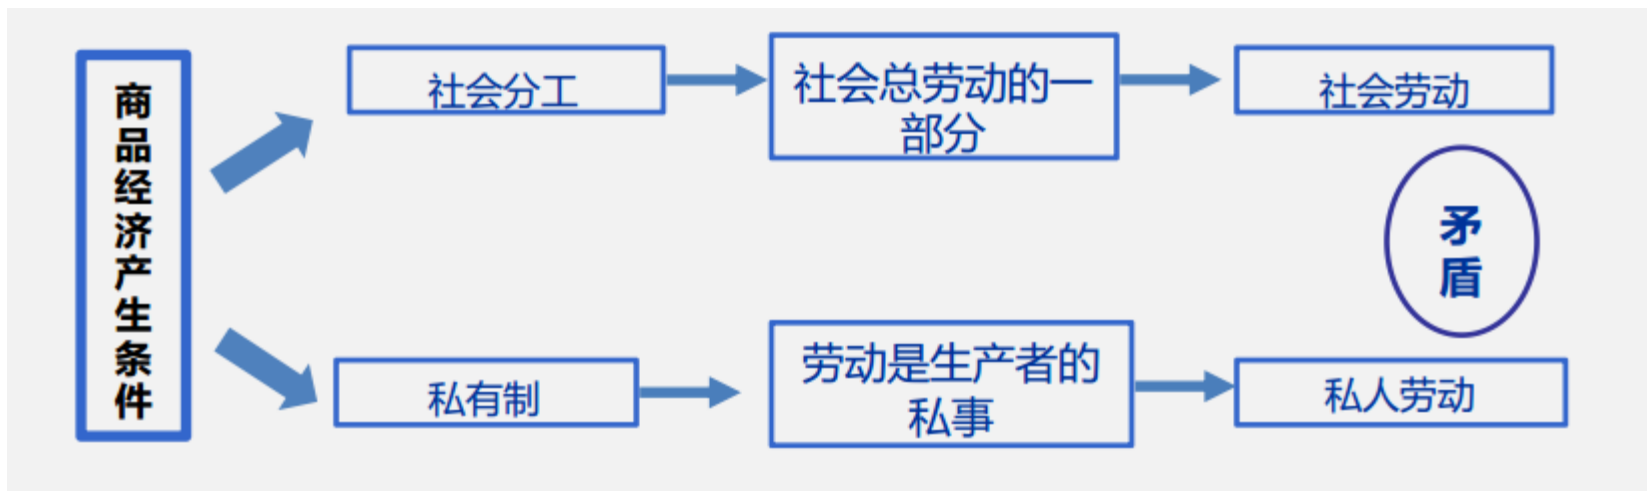 商品经济产生条件
社会分工
社会总劳动的一
部分
社会劳动
矛盾
私有制
劳动是生产者的
私事
私人劳动